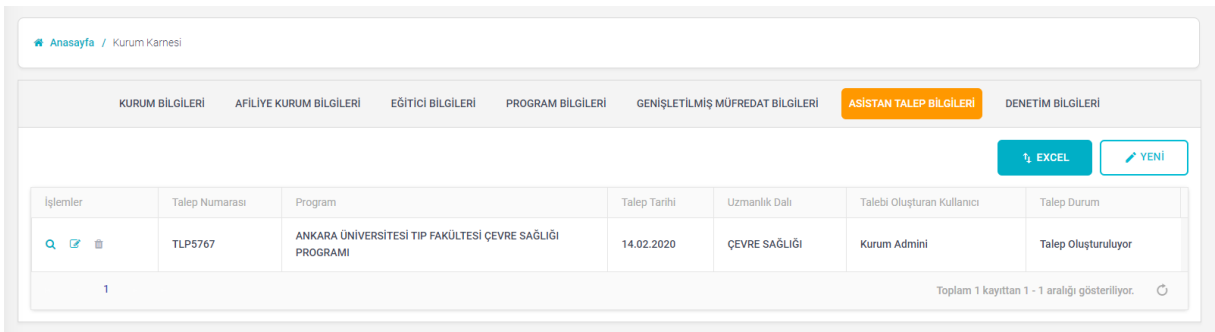 Anasayfa / Kurum Karnesi
KURUM BİLGİLERİ AFİLİYE KURUM BİLGİLERİ EĞİTİCİ BİLGİLERİ PROGRAM BİLGİLERİ GENİŞLETİLMİŞ MÜFREDAT BİLGİLERİ ASİSTAN TALEP BİLGİLERİ DENETİM BİLGİLERİ
EXCEL YENİ
İşlemler Talep Numarası Program Talep Tarihi Uzmanlık Dalı Talebi Oluşturan Kullanıcı Talep Durum
TLP5767 ANKARA ÜNİVERSİTESİ TIP FAKÜLTESİ ÇEVRE SAĞLIĞI 14.02.2020 ÇEVRE SAĞLIĞI Kurum Admini Talep Oluşturuluyor
PROGRAMI
1 Toplam 1 kayıttan 1 - 1 aralığı gösteriliyor.